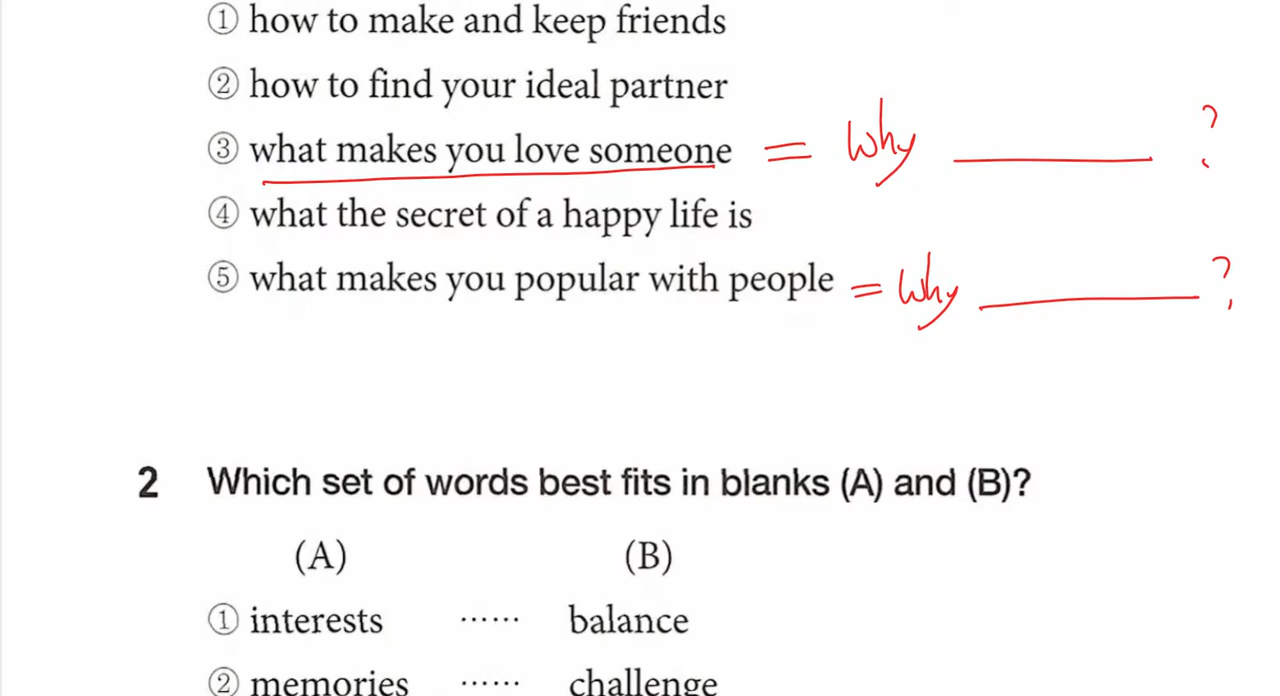 ① how to make and keep friends
② how to find your ideal partner
③ what makes you love someone = why ______ ?
④ what the secret of a happy life is
⑤ what makes you popular with people = why ______ ?
2 Which set of words best fits in blanks (A) and (B)?
(A) (B)
① interests ······ balance
② memories ······ challenge